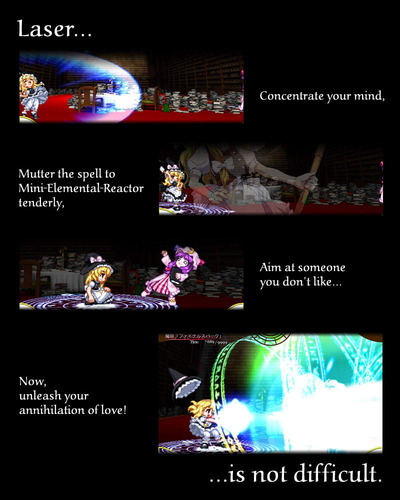 Laser...
Concentrate your mind,
Mutter the spell to
Mini-Elemental-Reactor
tenderly,
Aim at someone
you don't like...
Now,
unleash your
annihilation of love!
...is not difficult.